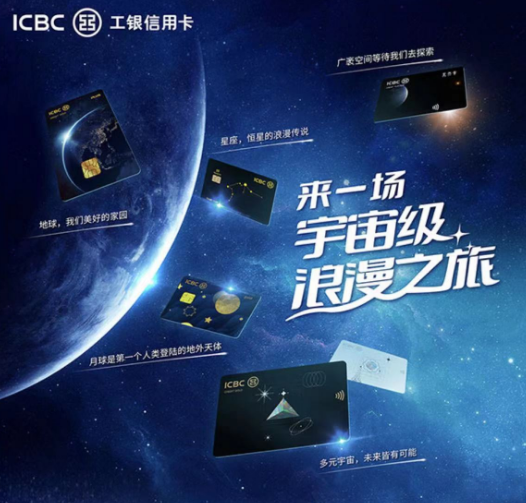 ICBC 工银信用卡
广袤空间等待我们去探索
星座，恒星的浪漫传说
地球，我们美好的家园
来一场
宇宙级
浪漫之旅
月球是第一个人类登陆的地外天体
ICBC
多元宇宙，未来皆有可能